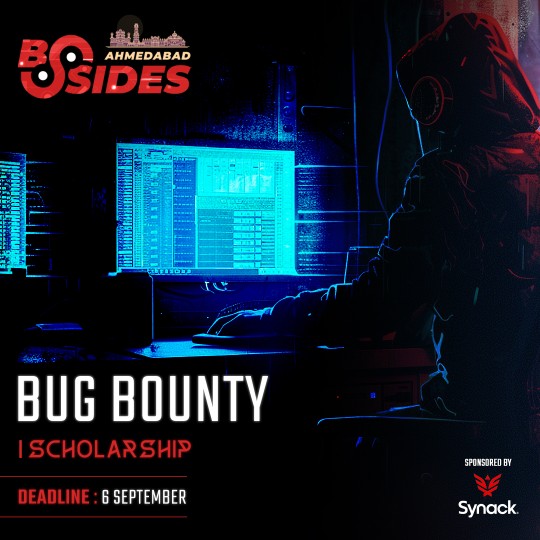 BSIDES
AHMEDABAD
BUG BOUNTY
| SCHOLARSHIP
DEADLINE : 6 SEPTEMBER
SPONSORED BY
Synack.